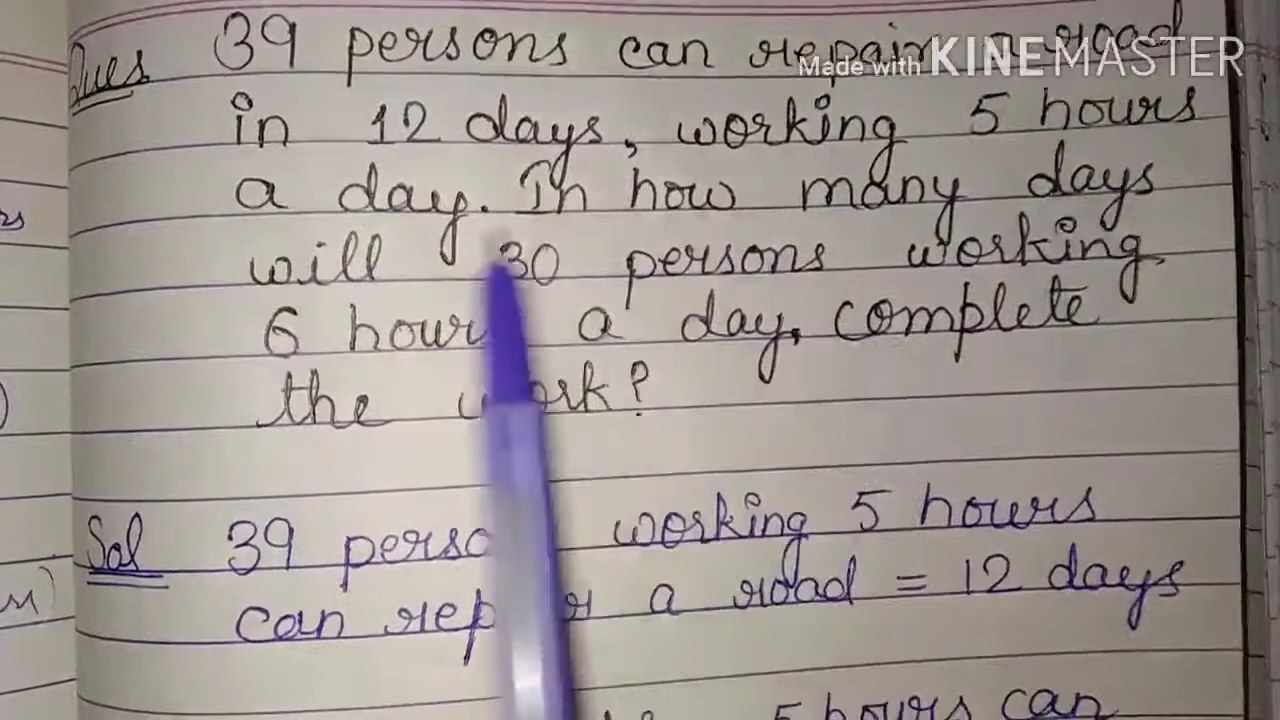 Ques 39 persons can repair a road
Made with KINEMASTER
in 12 days, working 5 hours
a day. In how many days
will 30 persons working
6 hours a day, complete
the work?
Sol 39 working 5 hours
can a road = 12 days
5 hours can